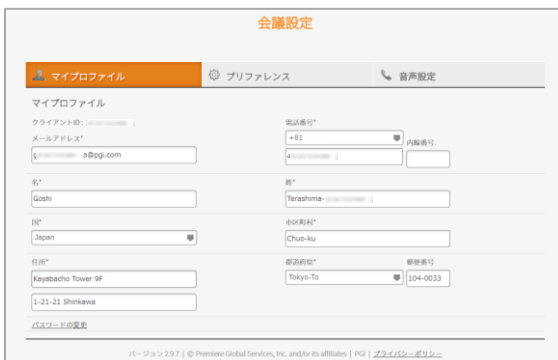 会議設定
マイプロファイル
プリファレンス
音声設定
マイプロファイル
クライアントID:
メールアドレス*
a@pgi.com
電話番号*
+81
内線番号.
名*
Goshi
姓*
Terashima-
国*
Japan
市区町村*
Chuo-ku
住所*
Kayabacho Tower 9F
1-21-21 Shinkawa
都道府県*
Tokyo-To
郵便番号
104-0033
パスワードの変更
バージョン 2.9.7 | © Premiere Global Services, Inc. and/or its affiliates | PGI | プライバシーポリシー